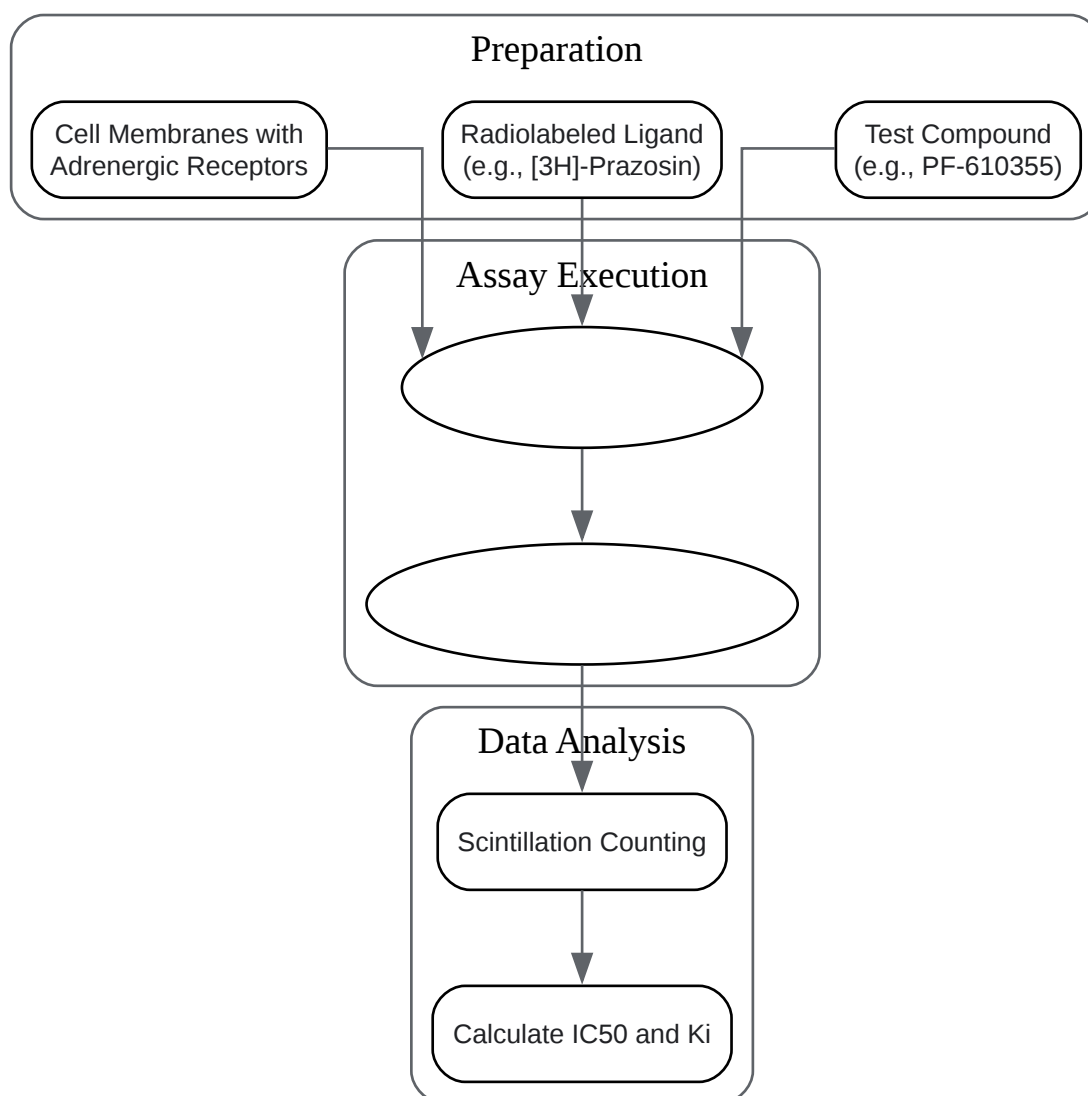 Preparation
Cell Membranes with
Adrenergic Receptors
Radiolabeled Ligand
(e.g., [3H]-Prazosin)
Test Compound
(e.g., PF-610355)
Assay Execution
Data Analysis
Scintillation Counting
Calculate IC50 and Ki